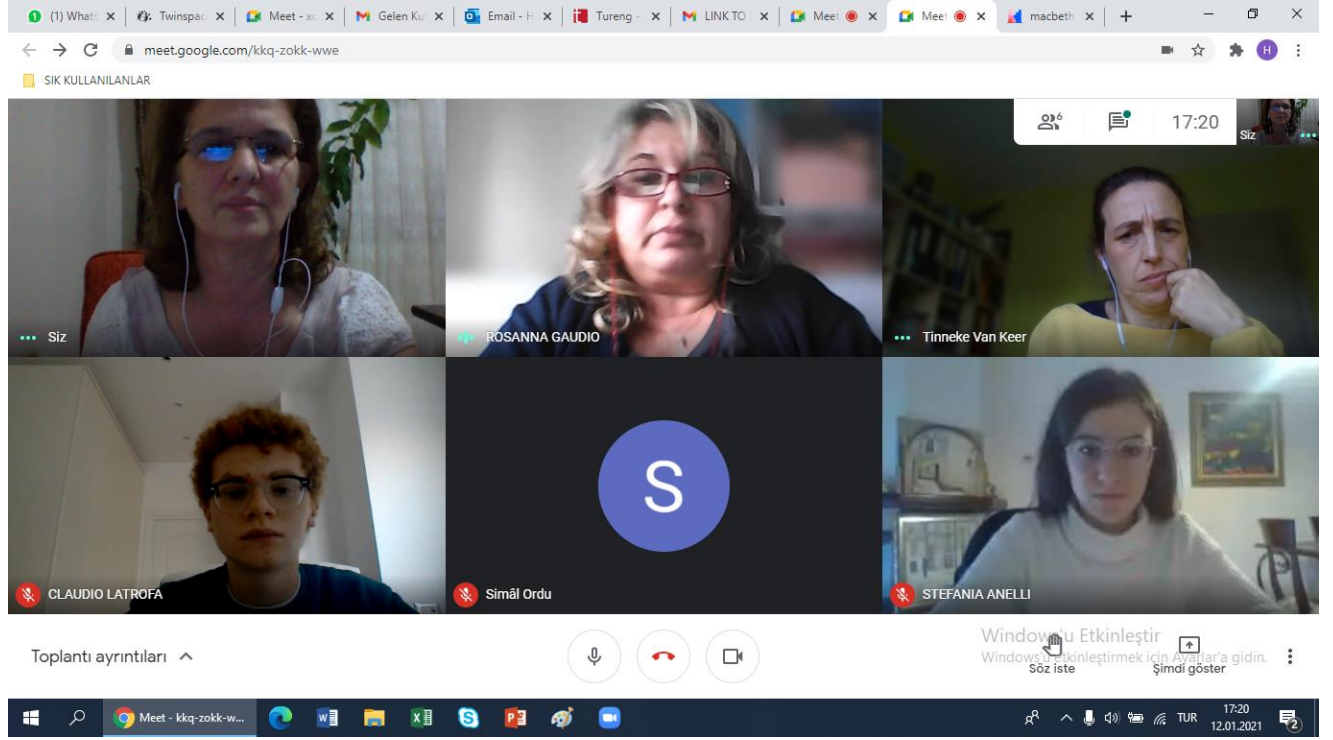 (1) Whats
Twinspac
Meet - xc
Gelen Ku
Email - H
Tureng -
LINK TO
Meet
Meet
macbeth
meet.google.com/kkq-zokk-wwe
H
SIK KULLANILANLAR
6
17:20
Siz
Siz
ROSANNA GAUDIO
Tinneke Van Keer
S
CLAUDIO LATROFA
Simâl Ordu
STEFANIA ANELLI
Toplantı ayrıntıları
Windows'u Etkinleştir
Windows'u etkinleştirmek için Ayarlar'a gidin.
Söz iste
Şimdi göster
Meet - kkq-zokk-w...
TUR
17:20
12.01.2021
2